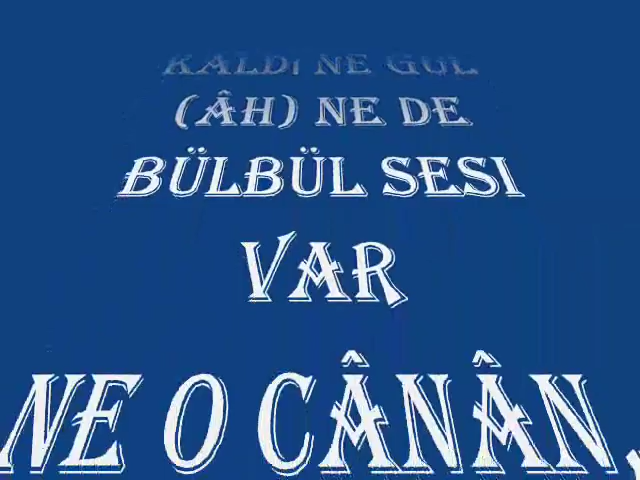 KALDI NE GÜL
(ÂH) NE DE
BÜLBÜL SESI
VAR
NE O CÂNÂN,